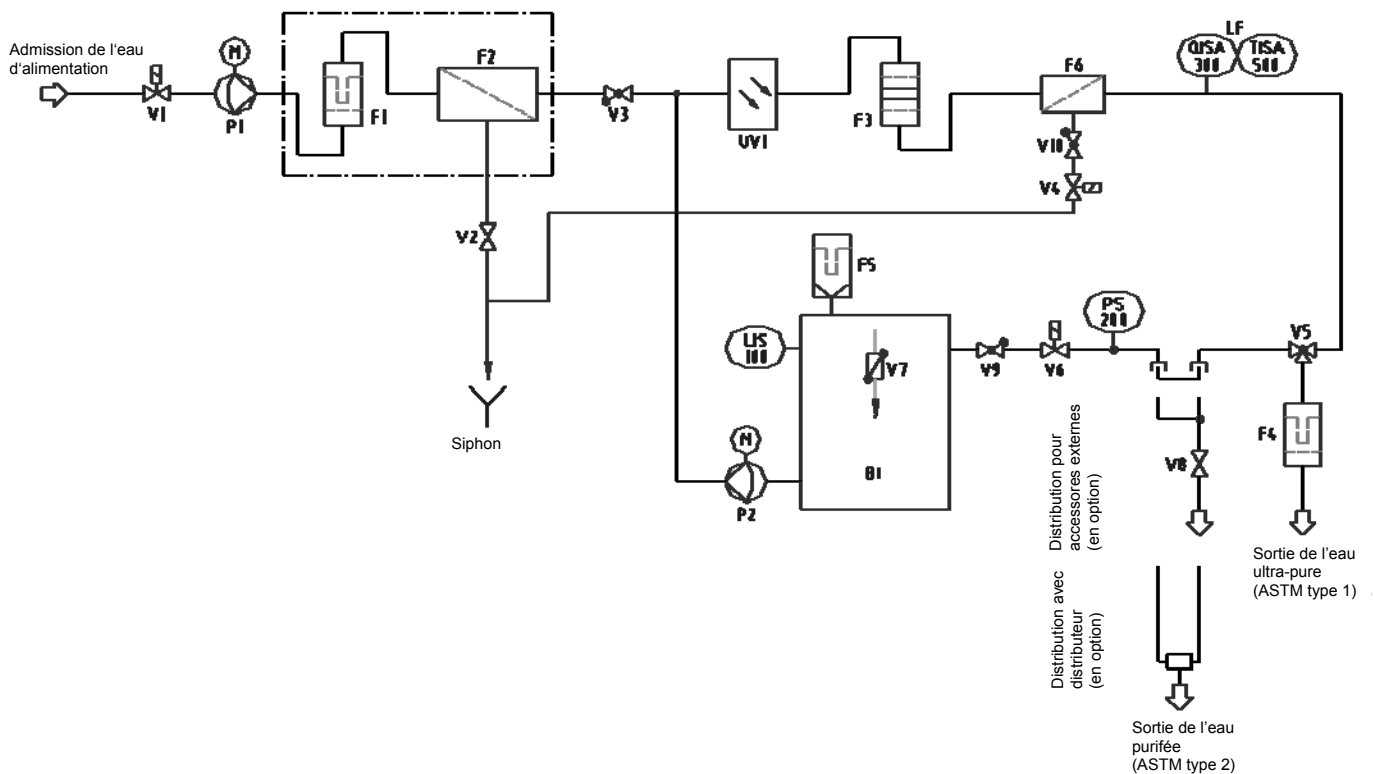 Admission de l'eau
d'alimentation
V1
M
P1
F1
F2
V2
V3
UV1
F3
F6
V10
V4
LF
QISA
300
TISA
500
Siphon
F5
LIS
100
V7
B1
M
P2
V9
V6
PS
200
V5
F4
V8
Distribution pour
accessores externes
(en option)
Distribution avec
distributeur
(en option)
Sortie de l'eau
ultra-pure
(ASTM type 1)
Sortie de l'eau
purifée
(ASTM type 2)